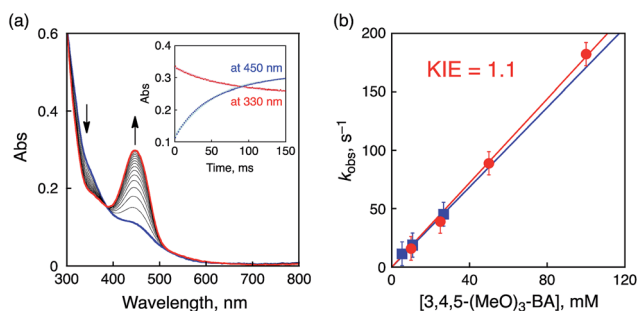 (a)
0.6
0.4
0.2
0
Abs
300
400
500
600
700
800
Wavelength, nm
0.4
0.3
0.2
0.1
Abs
at 450 nm
at 330 nm
0
50
100
150
Time, ms
(b)
200
150
100
50
0
kobs, s⁻¹
KIE = 1.1
0
40
80
120
[3,4,5-(MeO)₃-BA], mM